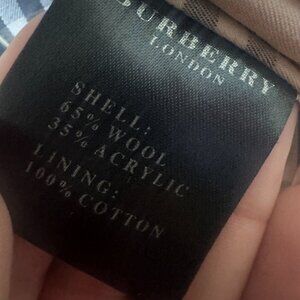 BURBERRY
LONDON
SHELL:
65% WOOL
35% ACRYLIC
LINING:
100% COTTON